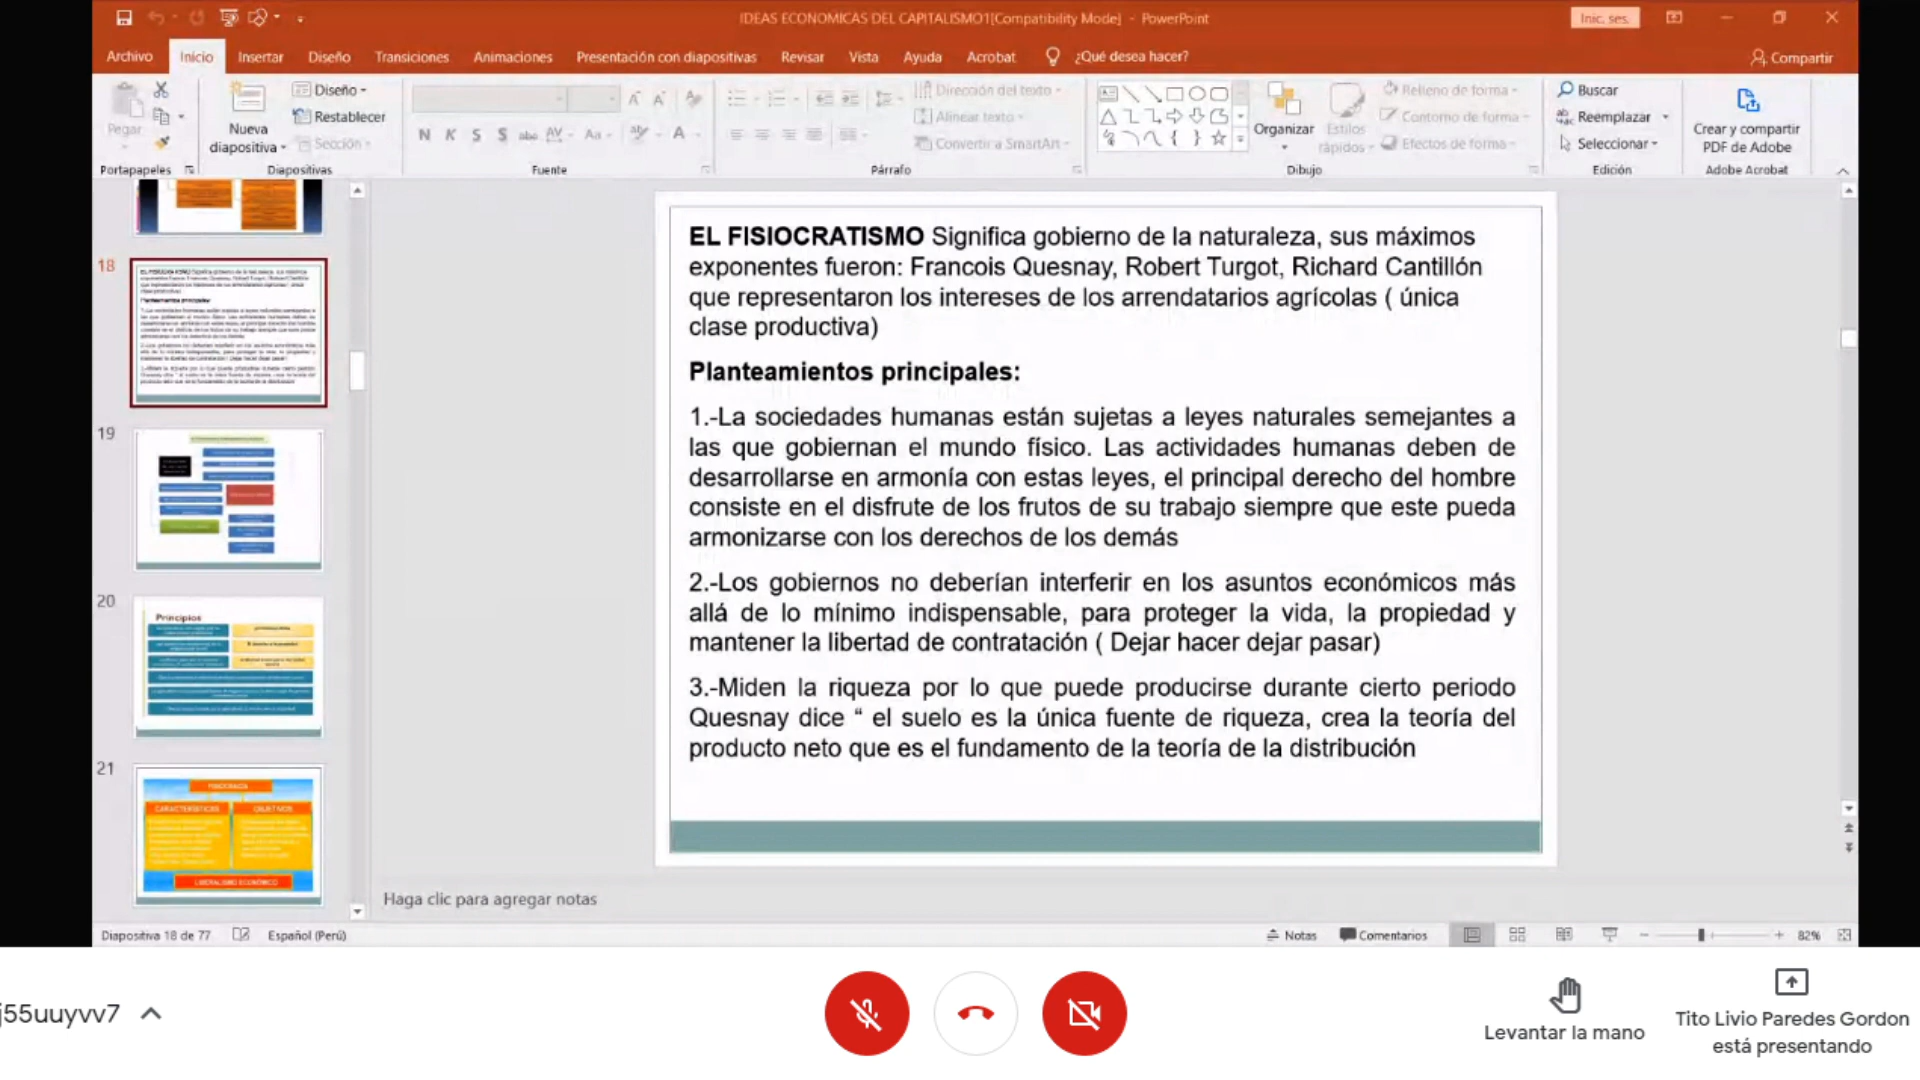 IDEAS ECONOMICAS DEL CAPITALISMO1[Compatibility Mode] - PowerPoint
Inic. ses.
Archivo Inicio Insertar Diseño Transiciones Animaciones Presentación con diapositivas Revisar Vista Ayuda Acrobat ¿Qué desea hacer? Compartir
Pegar
Nueva
diapositiva
Diseño
Restablecer
Sección
N K S S abc AV Aa A
Dirección del texto
Alinear texto
Convertir a SmartArt
Organizar
Estilos
rápidos
Relleno de forma
Contorno de forma
Efectos de forma
Buscar
Reemplazar
Seleccionar
Crear y compartir
PDF de Adobe
Portapapeles Diapositivas Fuente Párrafo Dibujo Edición Adobe Acrobat
18
19
20
Principios
21
FISIOCRACIA
CARACTERÍSTICAS OBJETIVOS
LIBERALISMO ECONÓMICO
EL FISIOCRATISMO Significa gobierno de la naturaleza, sus máximos
exponentes fueron: Francois Quesnay, Robert Turgot, Richard Cantillón
que representaron los intereses de los arrendatarios agrícolas ( única
clase productiva)
Planteamientos principales:
1.-La sociedades humanas están sujetas a leyes naturales semejantes a
las que gobiernan el mundo físico. Las actividades humanas deben de
desarrollarse en armonía con estas leyes, el principal derecho del hombre
consiste en el disfrute de los frutos de su trabajo siempre que este pueda
armonizarse con los derechos de los demás
2.-Los gobiernos no deberían interferir en los asuntos económicos más
allá de lo mínimo indispensable, para proteger la vida, la propiedad y
mantener la libertad de contratación ( Dejar hacer dejar pasar)
3.-Miden la riqueza por lo que puede producirse durante cierto periodo
Quesnay dice “ el suelo es la única fuente de riqueza, crea la teoría del
producto neto que es el fundamento de la teoría de la distribución
Haga clic para agregar notas
Diapositiva 18 de 77 Español (Perú) Notas Comentarios 82%
j55uuyvv7
Levantar la mano
Tito Livio Paredes Gordon
está presentando